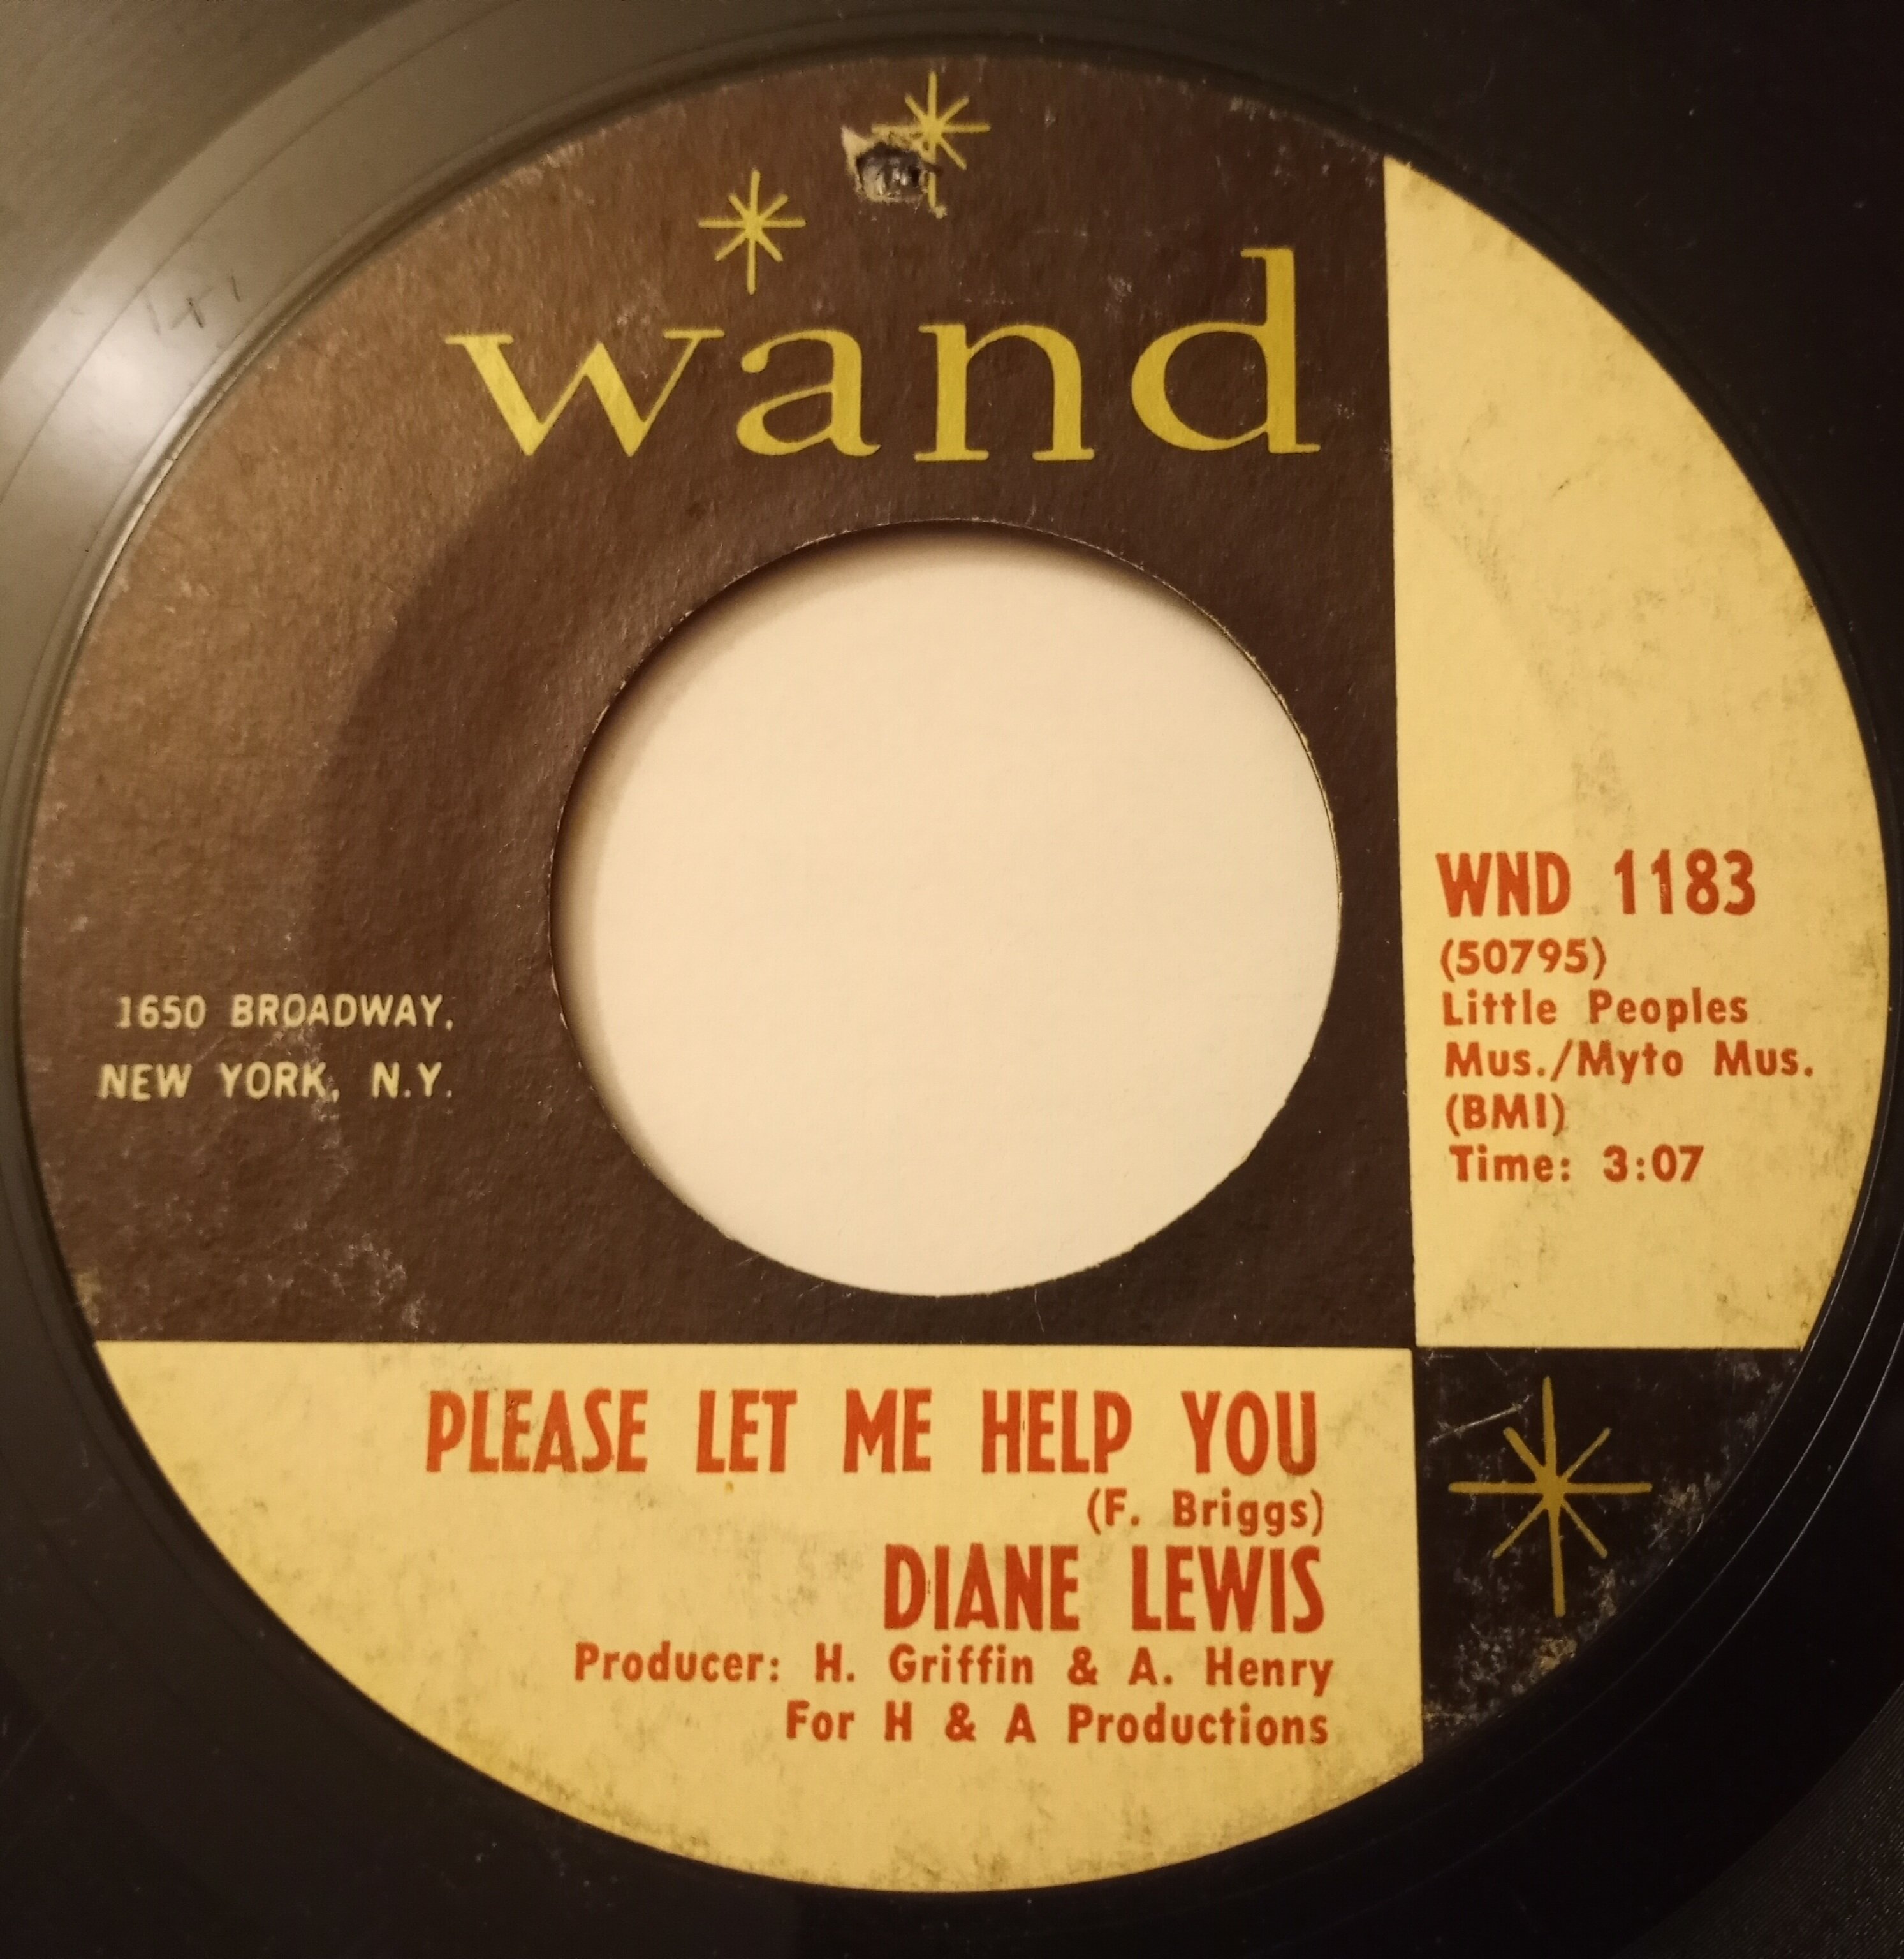 wand
1650 BROADWAY,
NEW YORK, N.Y.
WND 1183
(50795)
Little Peoples
Mus./Myto Mus.
(BMI)
Time: 3:07
PLEASE LET ME HELP YOU
(F. Briggs)
DIANE LEWIS
Producer: H. Griffin & A. Henry
For H & A Productions